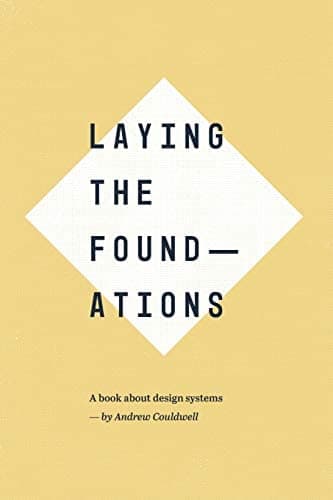 LAYING
THE
FOUND—
ATIONS
A book about design systems
— by Andrew Couldwell